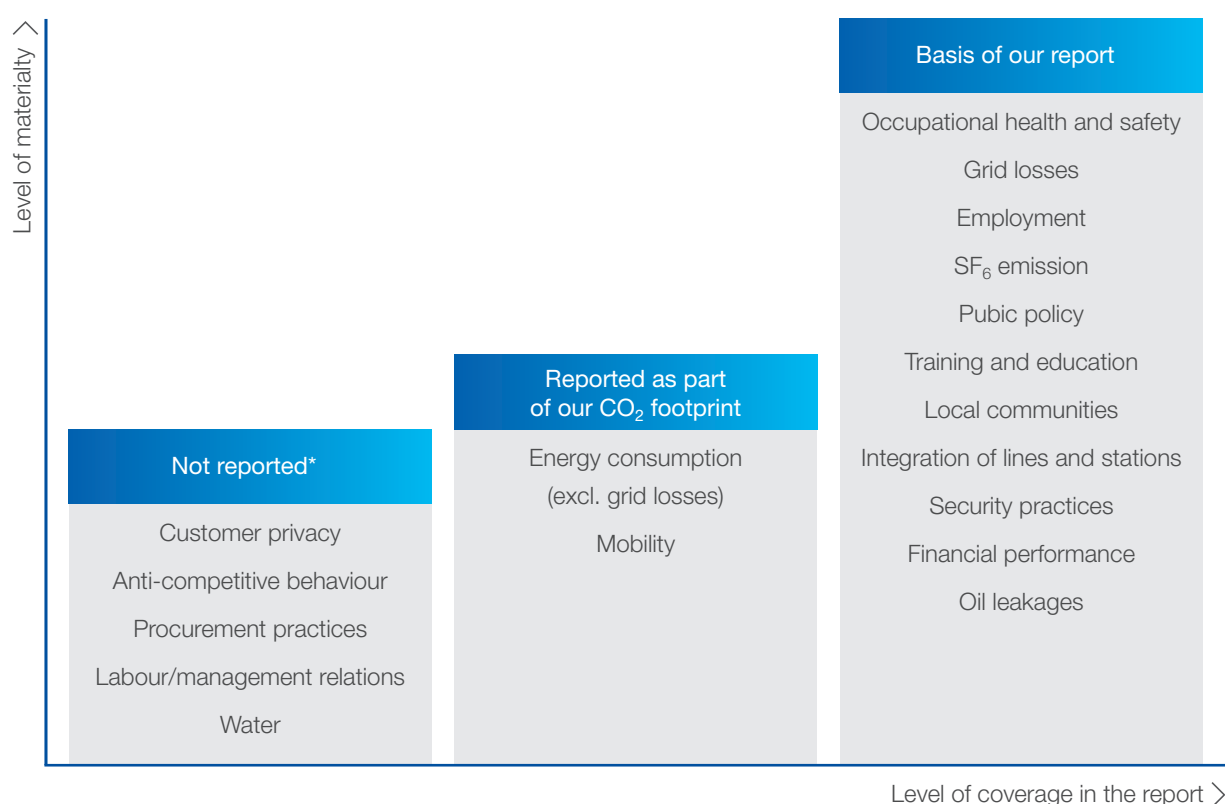 Level of materialty >
Not reported*
Customer privacy
Anti-competitive behaviour
Procurement practices
Labour/management relations
Water
Reported as part
of our CO₂ footprint
Energy consumption
(excl. grid losses)
Mobility
Basis of our report
Occupational health and safety
Grid losses
Employment
SF₆ emission
Pubic policy
Training and education
Local communities
Integration of lines and stations
Security practices
Financial performance
Oil leakages
Level of coverage in the report >